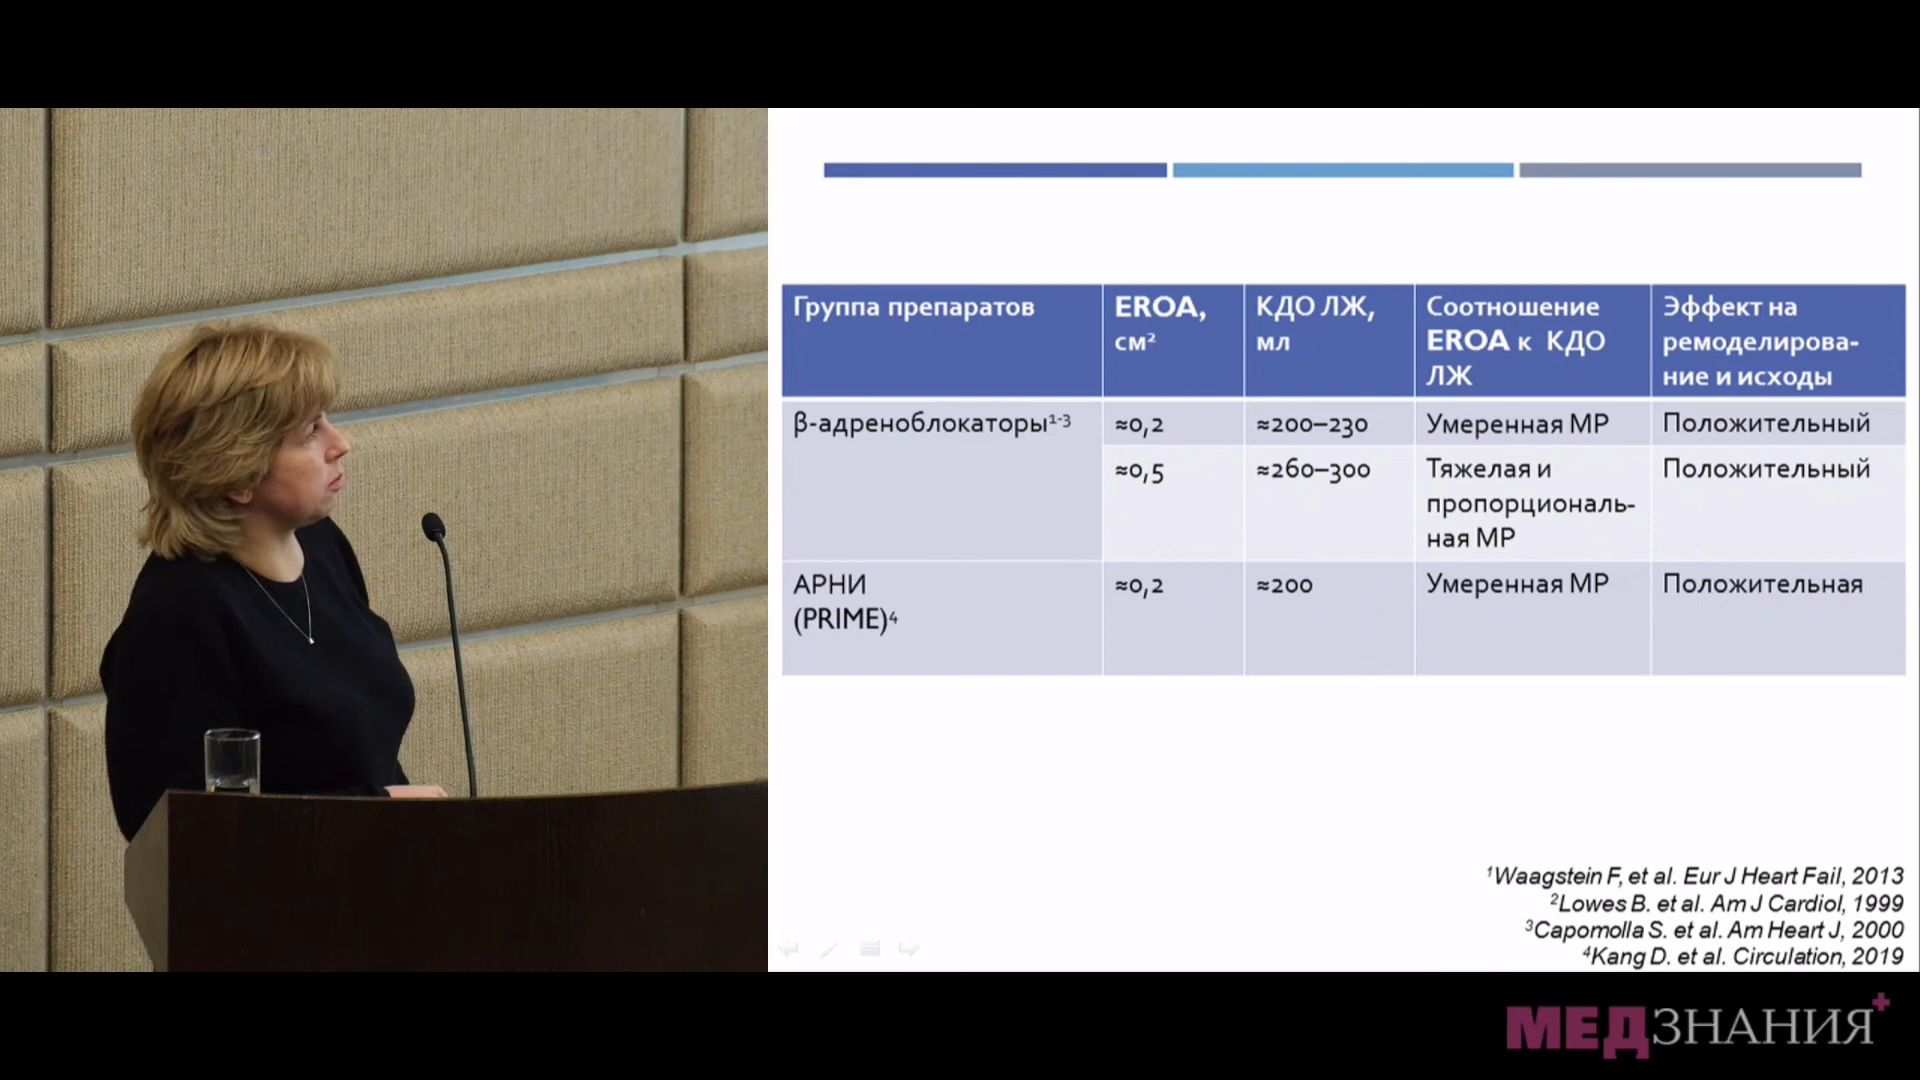 Группа препаратов
EROA,
см²
КДО ЛЖ,
мл
Соотношение
EROA к КДО
ЛЖ
Эффект на
ремоделирова-
ние и исходы
β-адреноблокаторы¹⁻³
≈0,2
≈200–230
Умеренная МР
Положительный
≈0,5
≈260–300
Тяжелая и
пропорциональ-
ная МР
Положительный
АРНИ
(PRIME)⁴
≈0,2
≈200
Умеренная МР
Положительная
¹Waagstein F, et al. Eur J Heart Fail, 2013
²Lowes B. et al. Am J Cardiol, 1999
³Capomolla S. et al. Am Heart J, 2000
⁴Kang D. et al. Circulation, 2019
МЕДЗНАНИЯ+